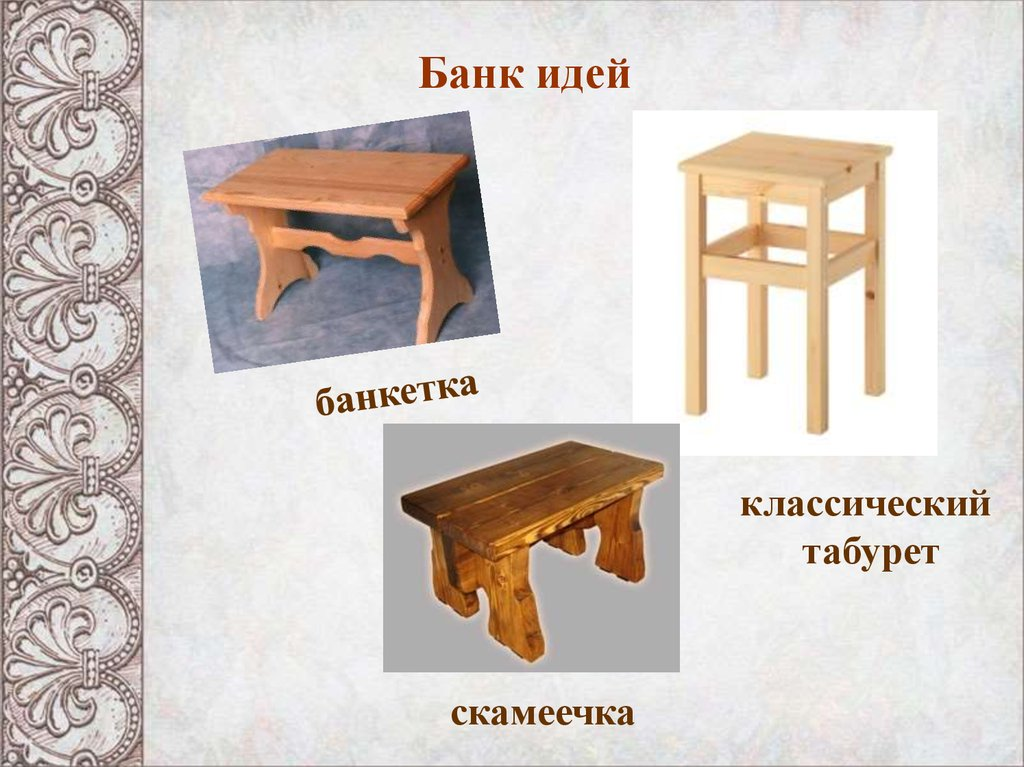 Банк идей
банкетка
классический
табурет
скамеечка